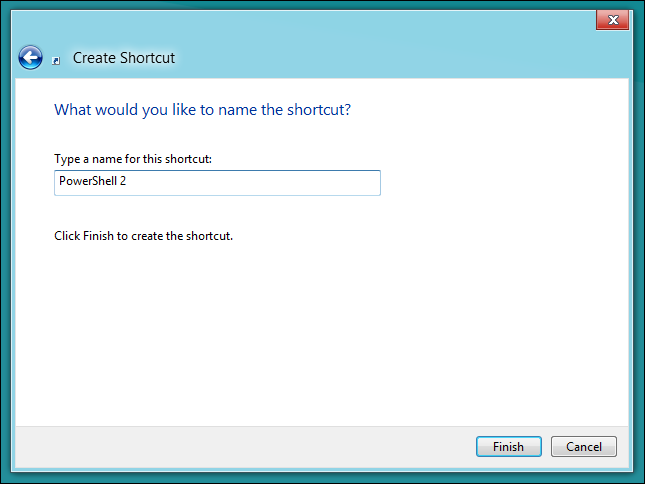 Create Shortcut
What would you like to name the shortcut?
Type a name for this shortcut:
PowerShell 2
Click Finish to create the shortcut.
Finish
Cancel